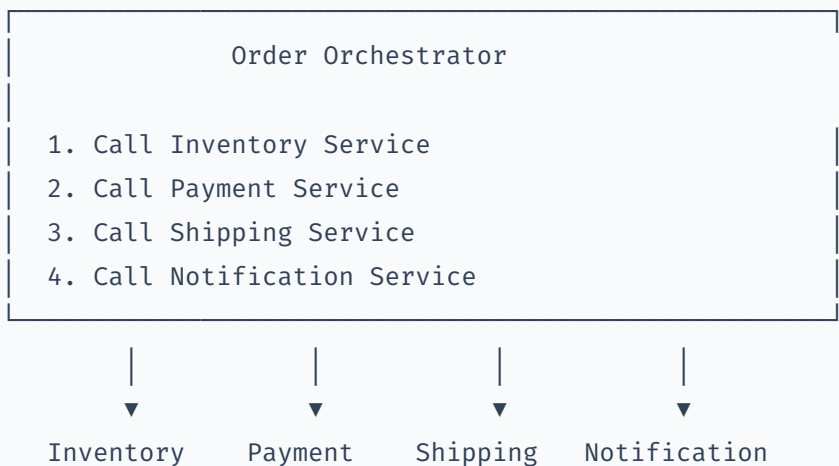 Order Orchestrator
1. Call Inventory Service
2. Call Payment Service
3. Call Shipping Service
4. Call Notification Service
Inventory Payment Shipping Notification